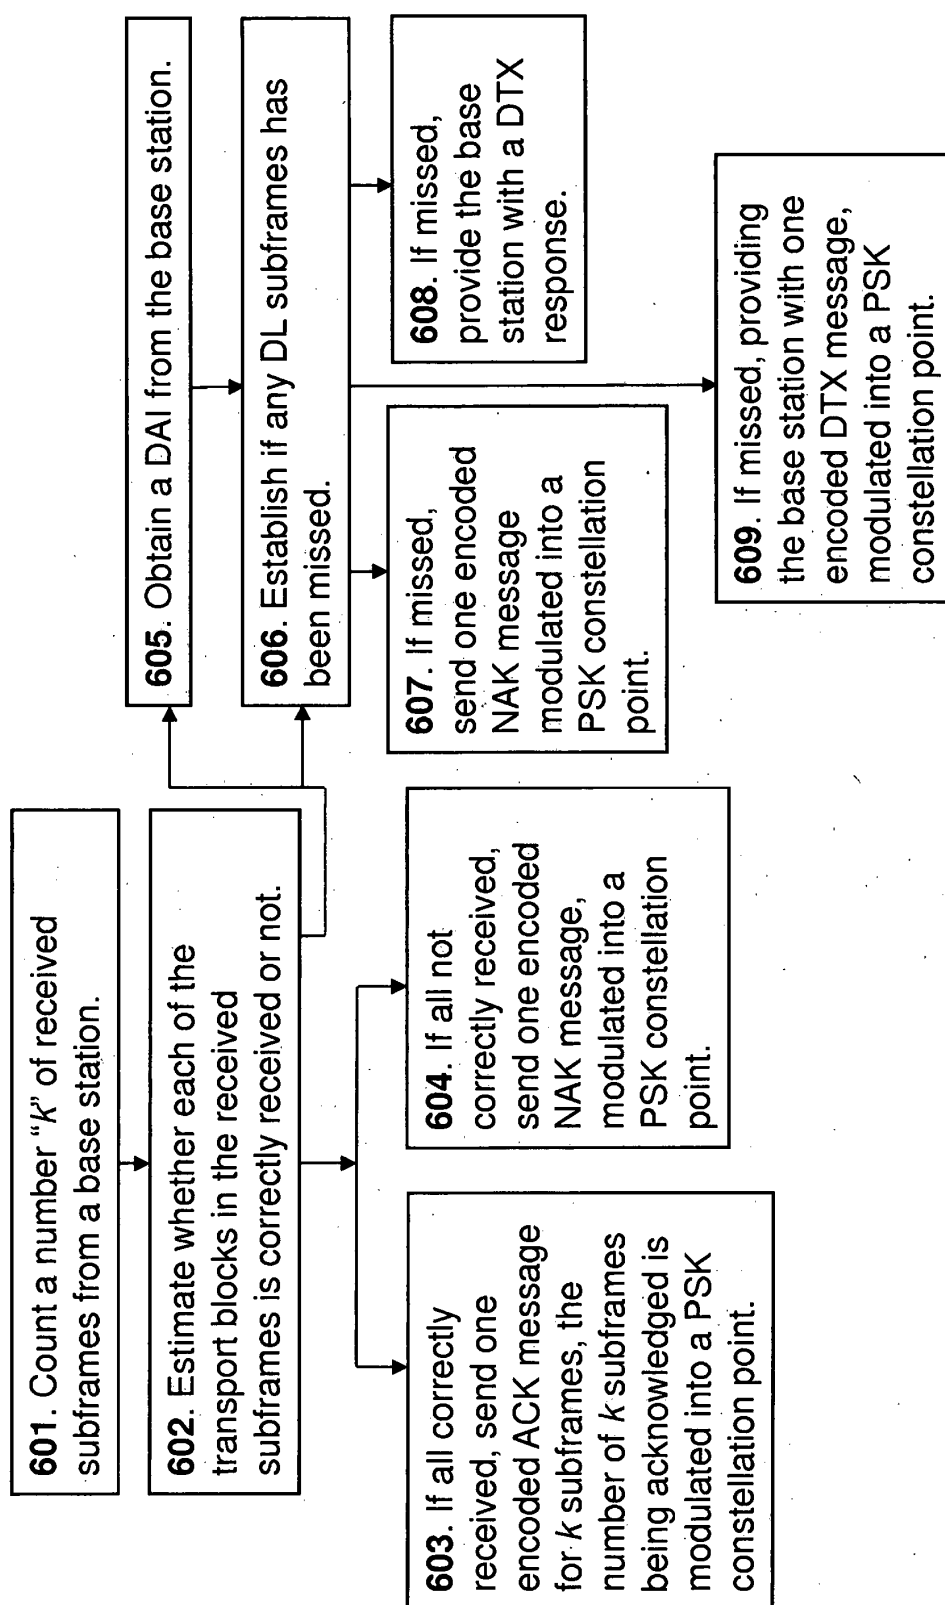 601. Count a number “k” of received
subframes from a base station.
602. Estimate whether each of the
transport blocks in the received
subframes is correctly received or not.
603. If all correctly
received, send one
encoded ACK message
for k subframes, the
number of k subframes
being acknowledged is
modulated into a PSK
constellation point.
604. If all not
correctly received,
send one encoded
NAK message,
modulated into a
PSK constellation
point.
605. Obtain a DAI from the base station.
606. Establish if any DL subframes has
been missed.
607. If missed,
send one encoded
NAK message
modulated into a
PSK constellation
point.
608. If missed,
provide the base
station with a DTX
response.
609. If missed, providing
the base station with one
encoded DTX message,
modulated into a PSK
constellation point.